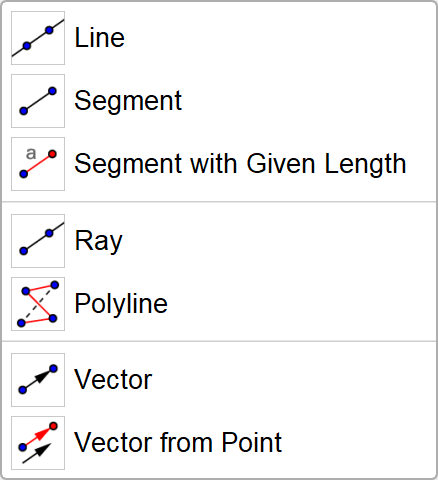 Line
Segment
a
Segment with Given Length
Ray
Polyline
Vector
Vector from Point